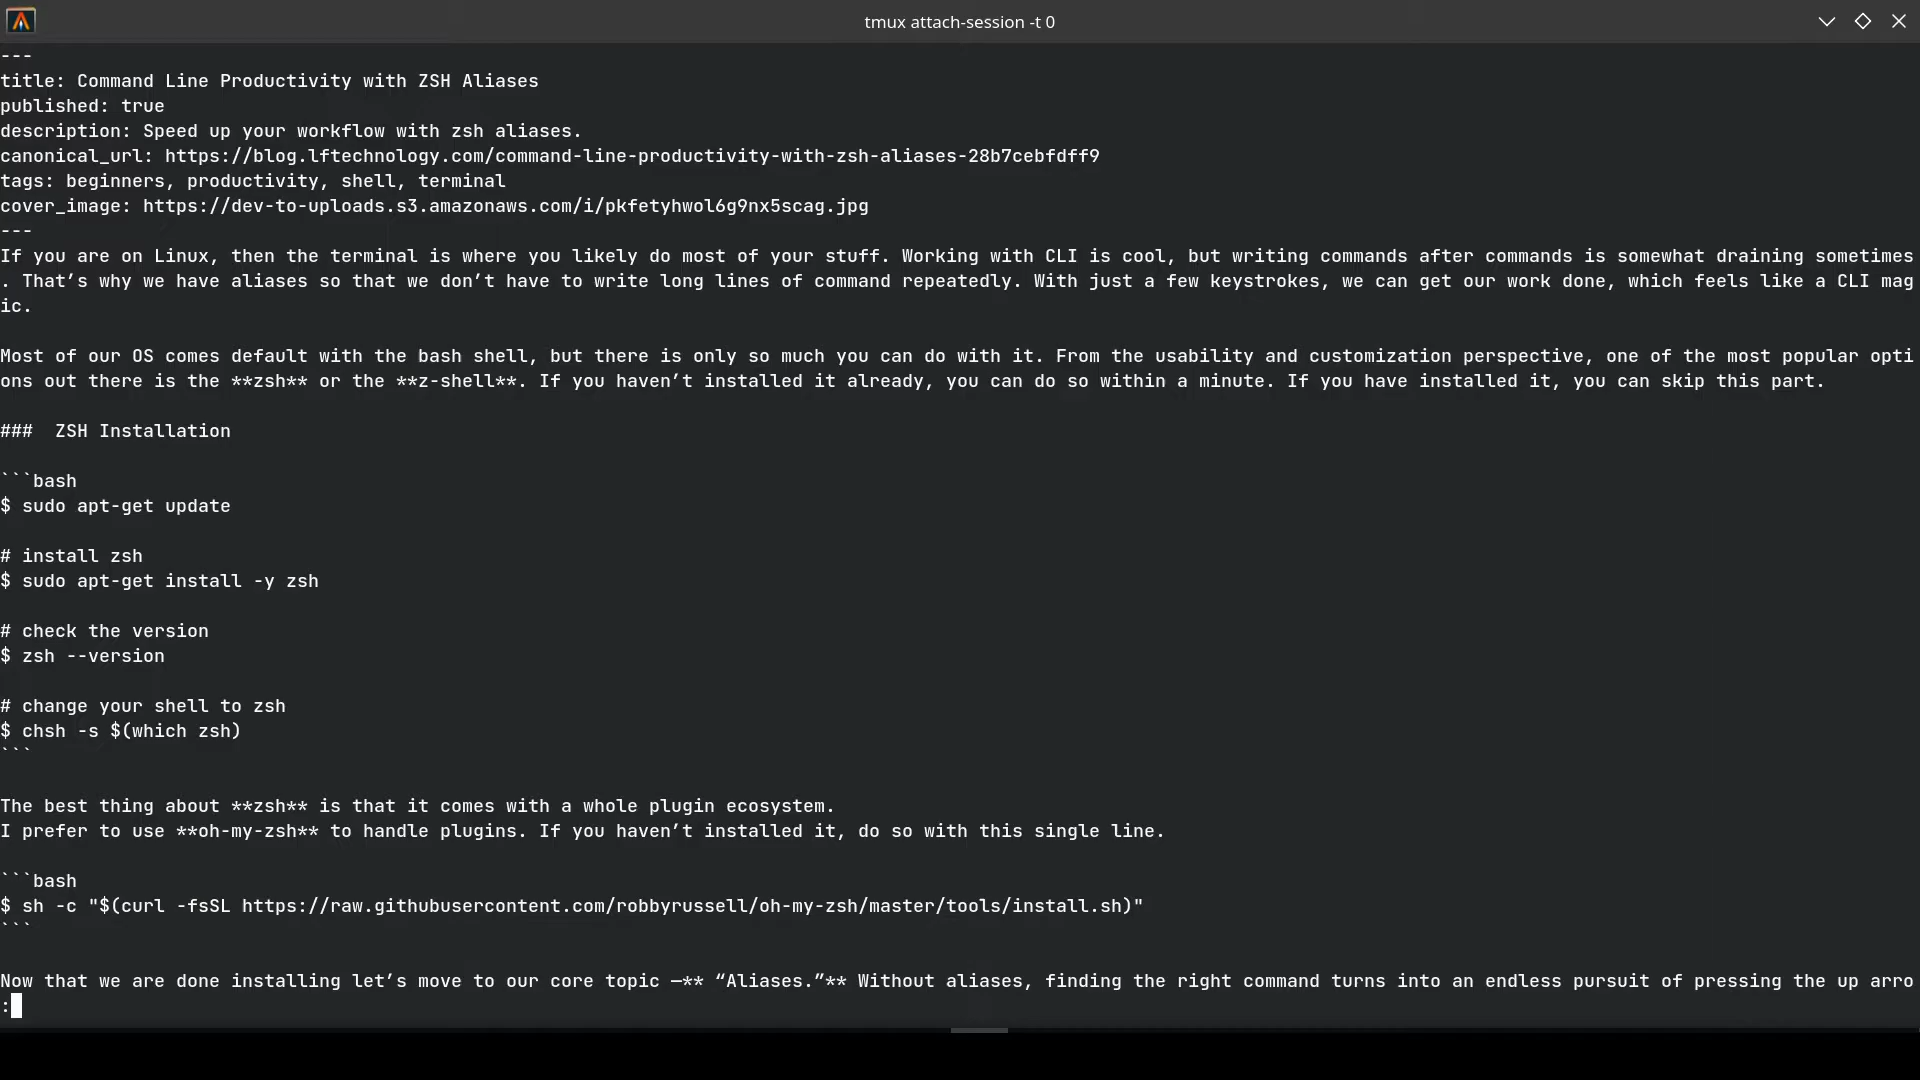 tmux attach-session -t 0
---
title: Command Line Productivity with ZSH Aliases
published: true
description: Speed up your workflow with zsh aliases.
canonical_url: https://blog.lftechnology.com/command-line-productivity-with-zsh-aliases-28b7cebfdff9
tags: beginners, productivity, shell, terminal
cover_image: https://dev-to-uploads.s3.amazonaws.com/i/pkfetyhwol6g9nx5scag.jpg
---
If you are on Linux, then the terminal is where you likely do most of your stuff. Working with CLI is cool, but writing commands after commands is somewhat draining sometimes
. That’s why we have aliases so that we don’t have to write long lines of command repeatedly. With just a few keystrokes, we can get our work done, which feels like a CLI mag
ic.
Most of our OS comes default with the bash shell, but there is only so much you can do with it. From the usability and customization perspective, one of the most popular opti
ons out there is the **zsh** or the **z-shell**. If you haven’t installed it already, you can do so within a minute. If you have installed it, you can skip this part.
###  ZSH Installation
```bash
$ sudo apt-get update
# install zsh
$ sudo apt-get install -y zsh
# check the version
$ zsh --version
# change your shell to zsh
$ chsh -s $(which zsh)
```
The best thing about **zsh** is that it comes with a whole plugin ecosystem.
I prefer to use **oh-my-zsh** to handle plugins. If you haven’t installed it, do so with this single line.
```bash
$ sh -c "$(curl -fsSL https://raw.githubusercontent.com/robbyrussell/oh-my-zsh/master/tools/install.sh)"
```
Now that we are done installing let’s move to our core topic —** “Aliases.”** Without aliases, finding the right command turns into an endless pursuit of pressing the up arro
: